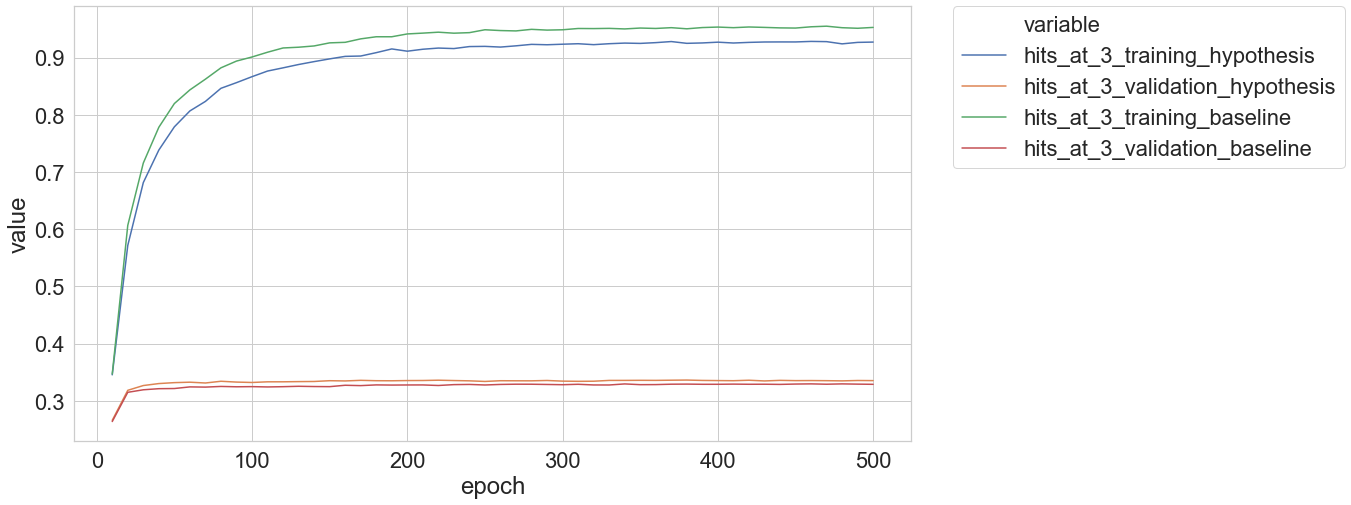 variable
hits_at_3_training_hypothesis
hits_at_3_validation_hypothesis
hits_at_3_training_baseline
hits_at_3_validation_baseline
value
0.9
0.8
0.7
0.6
0.5
0.4
0.3
0 100 200 300 400 500
epoch